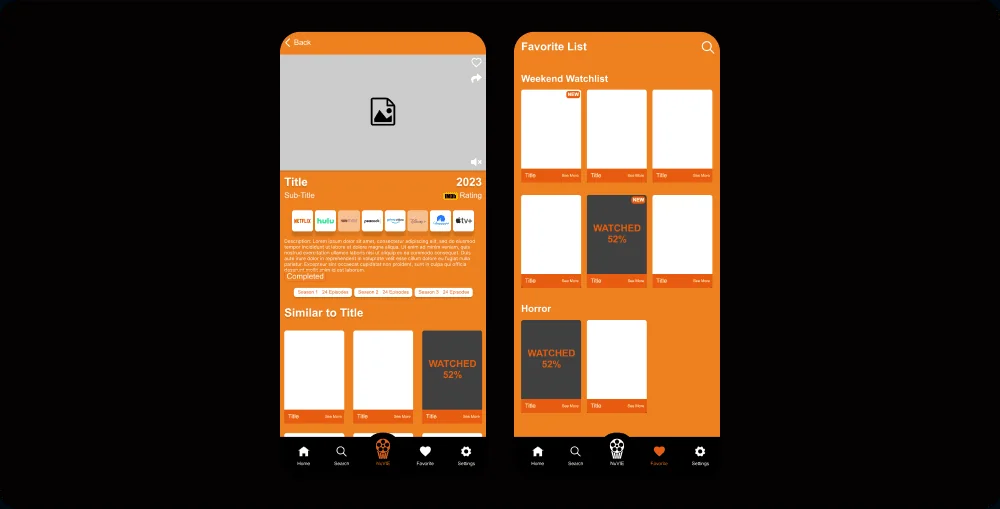 Back
Title
2023
Sub-Title
IMDb
Rating
NETFLIX
hulu
peacock
prime video
Disney+
tv+
Description: Lorem ipsum dolor sit amet, consectetur adipiscing elit, sed do eiusmod
tempor incididunt ut labore et dolore magna aliqua. Ut enim ad minim veniam, quis
nostrud exercitation ullamco laboris nisi ut aliquip ex ea commodo consequat. Duis
aute irure dolor in reprehenderit in voluptate velit esse cillum dolore eu fugiat nulla
pariatur. Excepteur sint occaecat cupidatat non proident, sunt in culpa qui officia
deserunt mollit anim id est laborum.
Completed
Season 1 24 Episodes
Season 2 24 Episodes
Season 3 24 Episodes
Similar to Title
WATCHED
52%
Title
See More
Title
See More
Title
See More
Home
Search
NoVIE
Favorite
Settings
Favorite List
Weekend Watchlist
NEW
Title
See More
Title
See More
Title
See More
NEW
WATCHED
52%
Title
See More
Title
See More
Title
See More
Horror
WATCHED
52%
Title
See More
Title
See More
Home
Search
NoVIE
Favorite
Settings